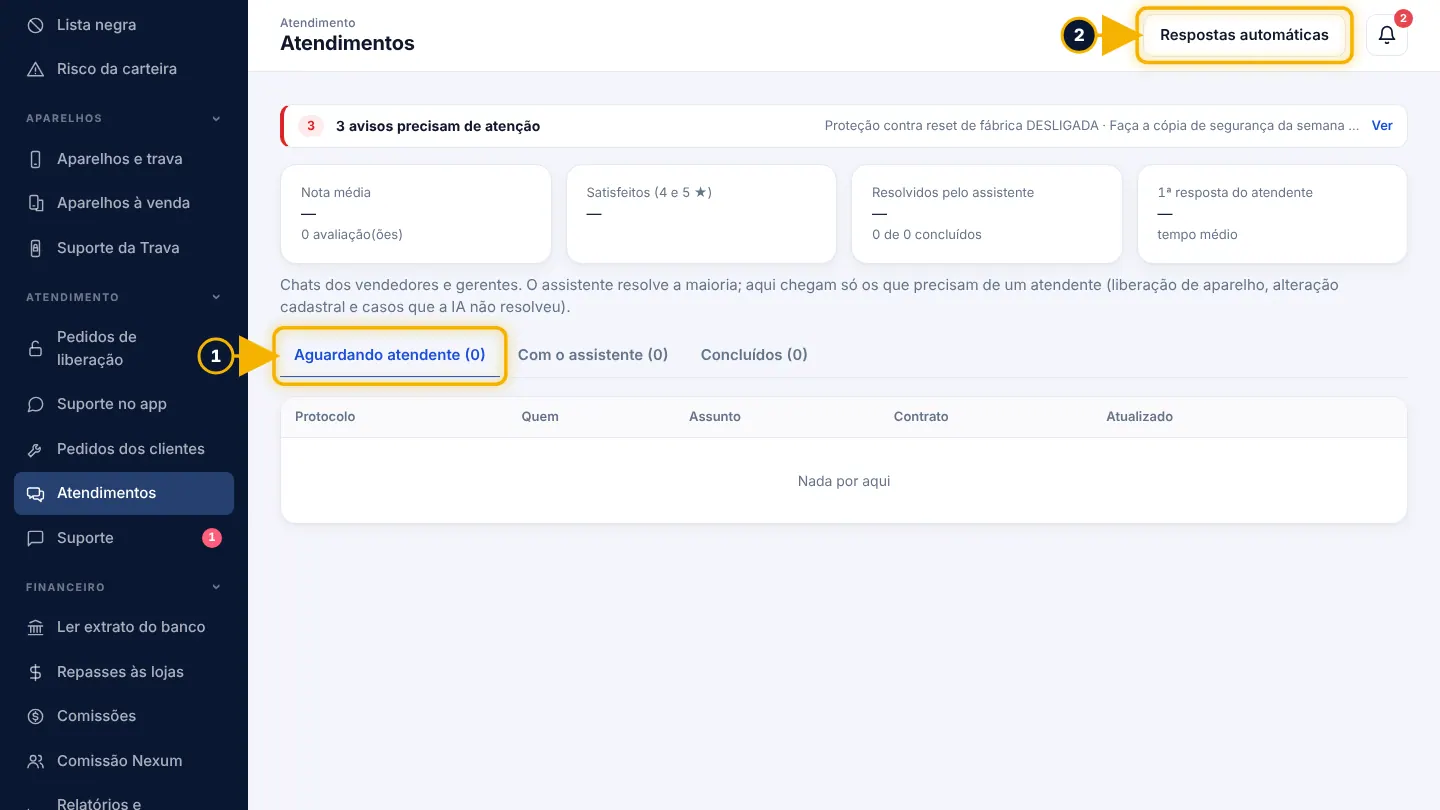 Lista negra
Risco da carteira
APARELHOS
Aparelhos e trava
Aparelhos à venda
Suporte da Trava
ATENDIMENTO
Pedidos de
liberação
Suporte no app
Pedidos dos clientes
Atendimentos
Suporte
1
FINANCEIRO
Ler extrato do banco
Repasses às lojas
Comissões
Comissão Nexum
Relatórios e
Atendimento
Atendimentos
2
Respostas automáticas
2
3
3 avisos precisam de atenção
Proteção contra reset de fábrica DESLIGADA · Faça a cópia de segurança da semana ...
Ver
Nota média
—
0 avaliação(ões)
Satisfeitos (4 e 5 ★)
—
Resolvidos pelo assistente
—
0 de 0 concluídos
1ª resposta do atendente
—
tempo médio
Chats dos vendedores e gerentes. O assistente resolve a maioria; aqui chegam só os que precisam de um atendente (liberação de aparelho, alteração
cadastral e casos que a IA não resolveu).
1
Aguardando atendente (0)
Com o assistente (0)
Concluídos (0)
Protocolo
Quem
Assunto
Contrato
Atualizado
Nada por aqui